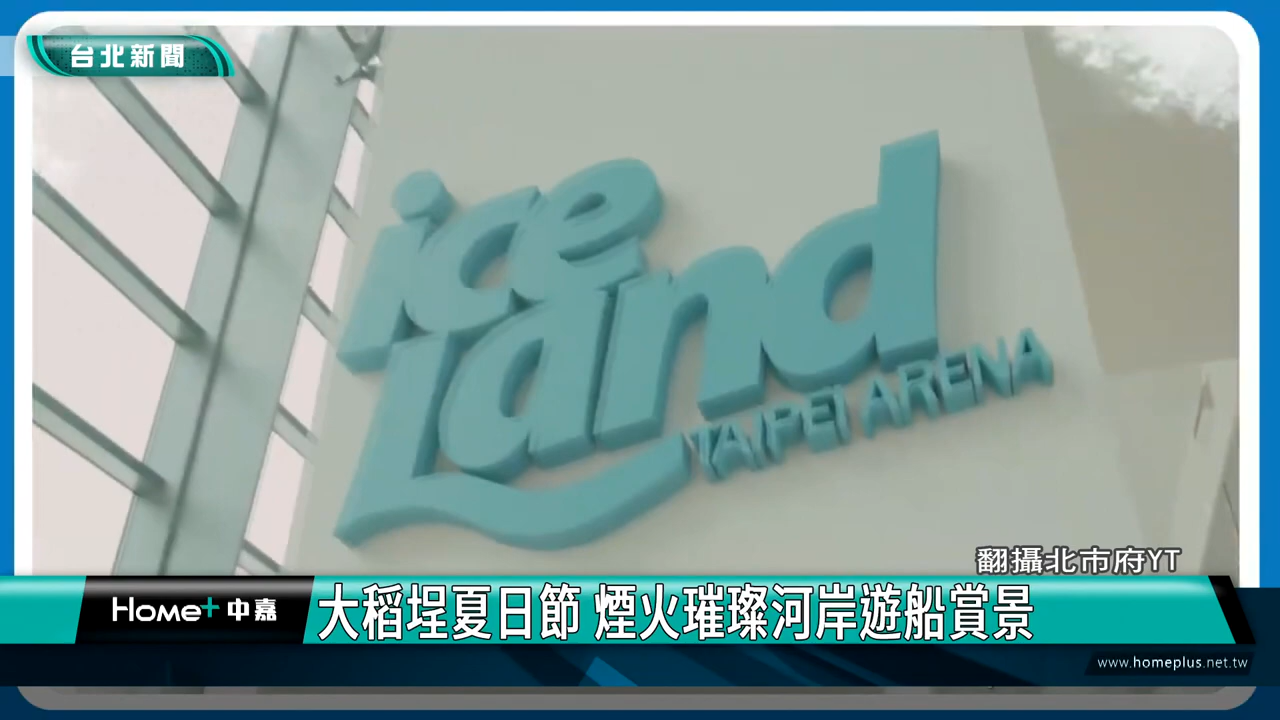 台北新聞
ice
Land
TAIPEI ARENA
翻攝北市府YT
Home+中嘉
大稻埕夏日節 煙火璀璨河岸遊船賞景
www.homeplus.net.tw